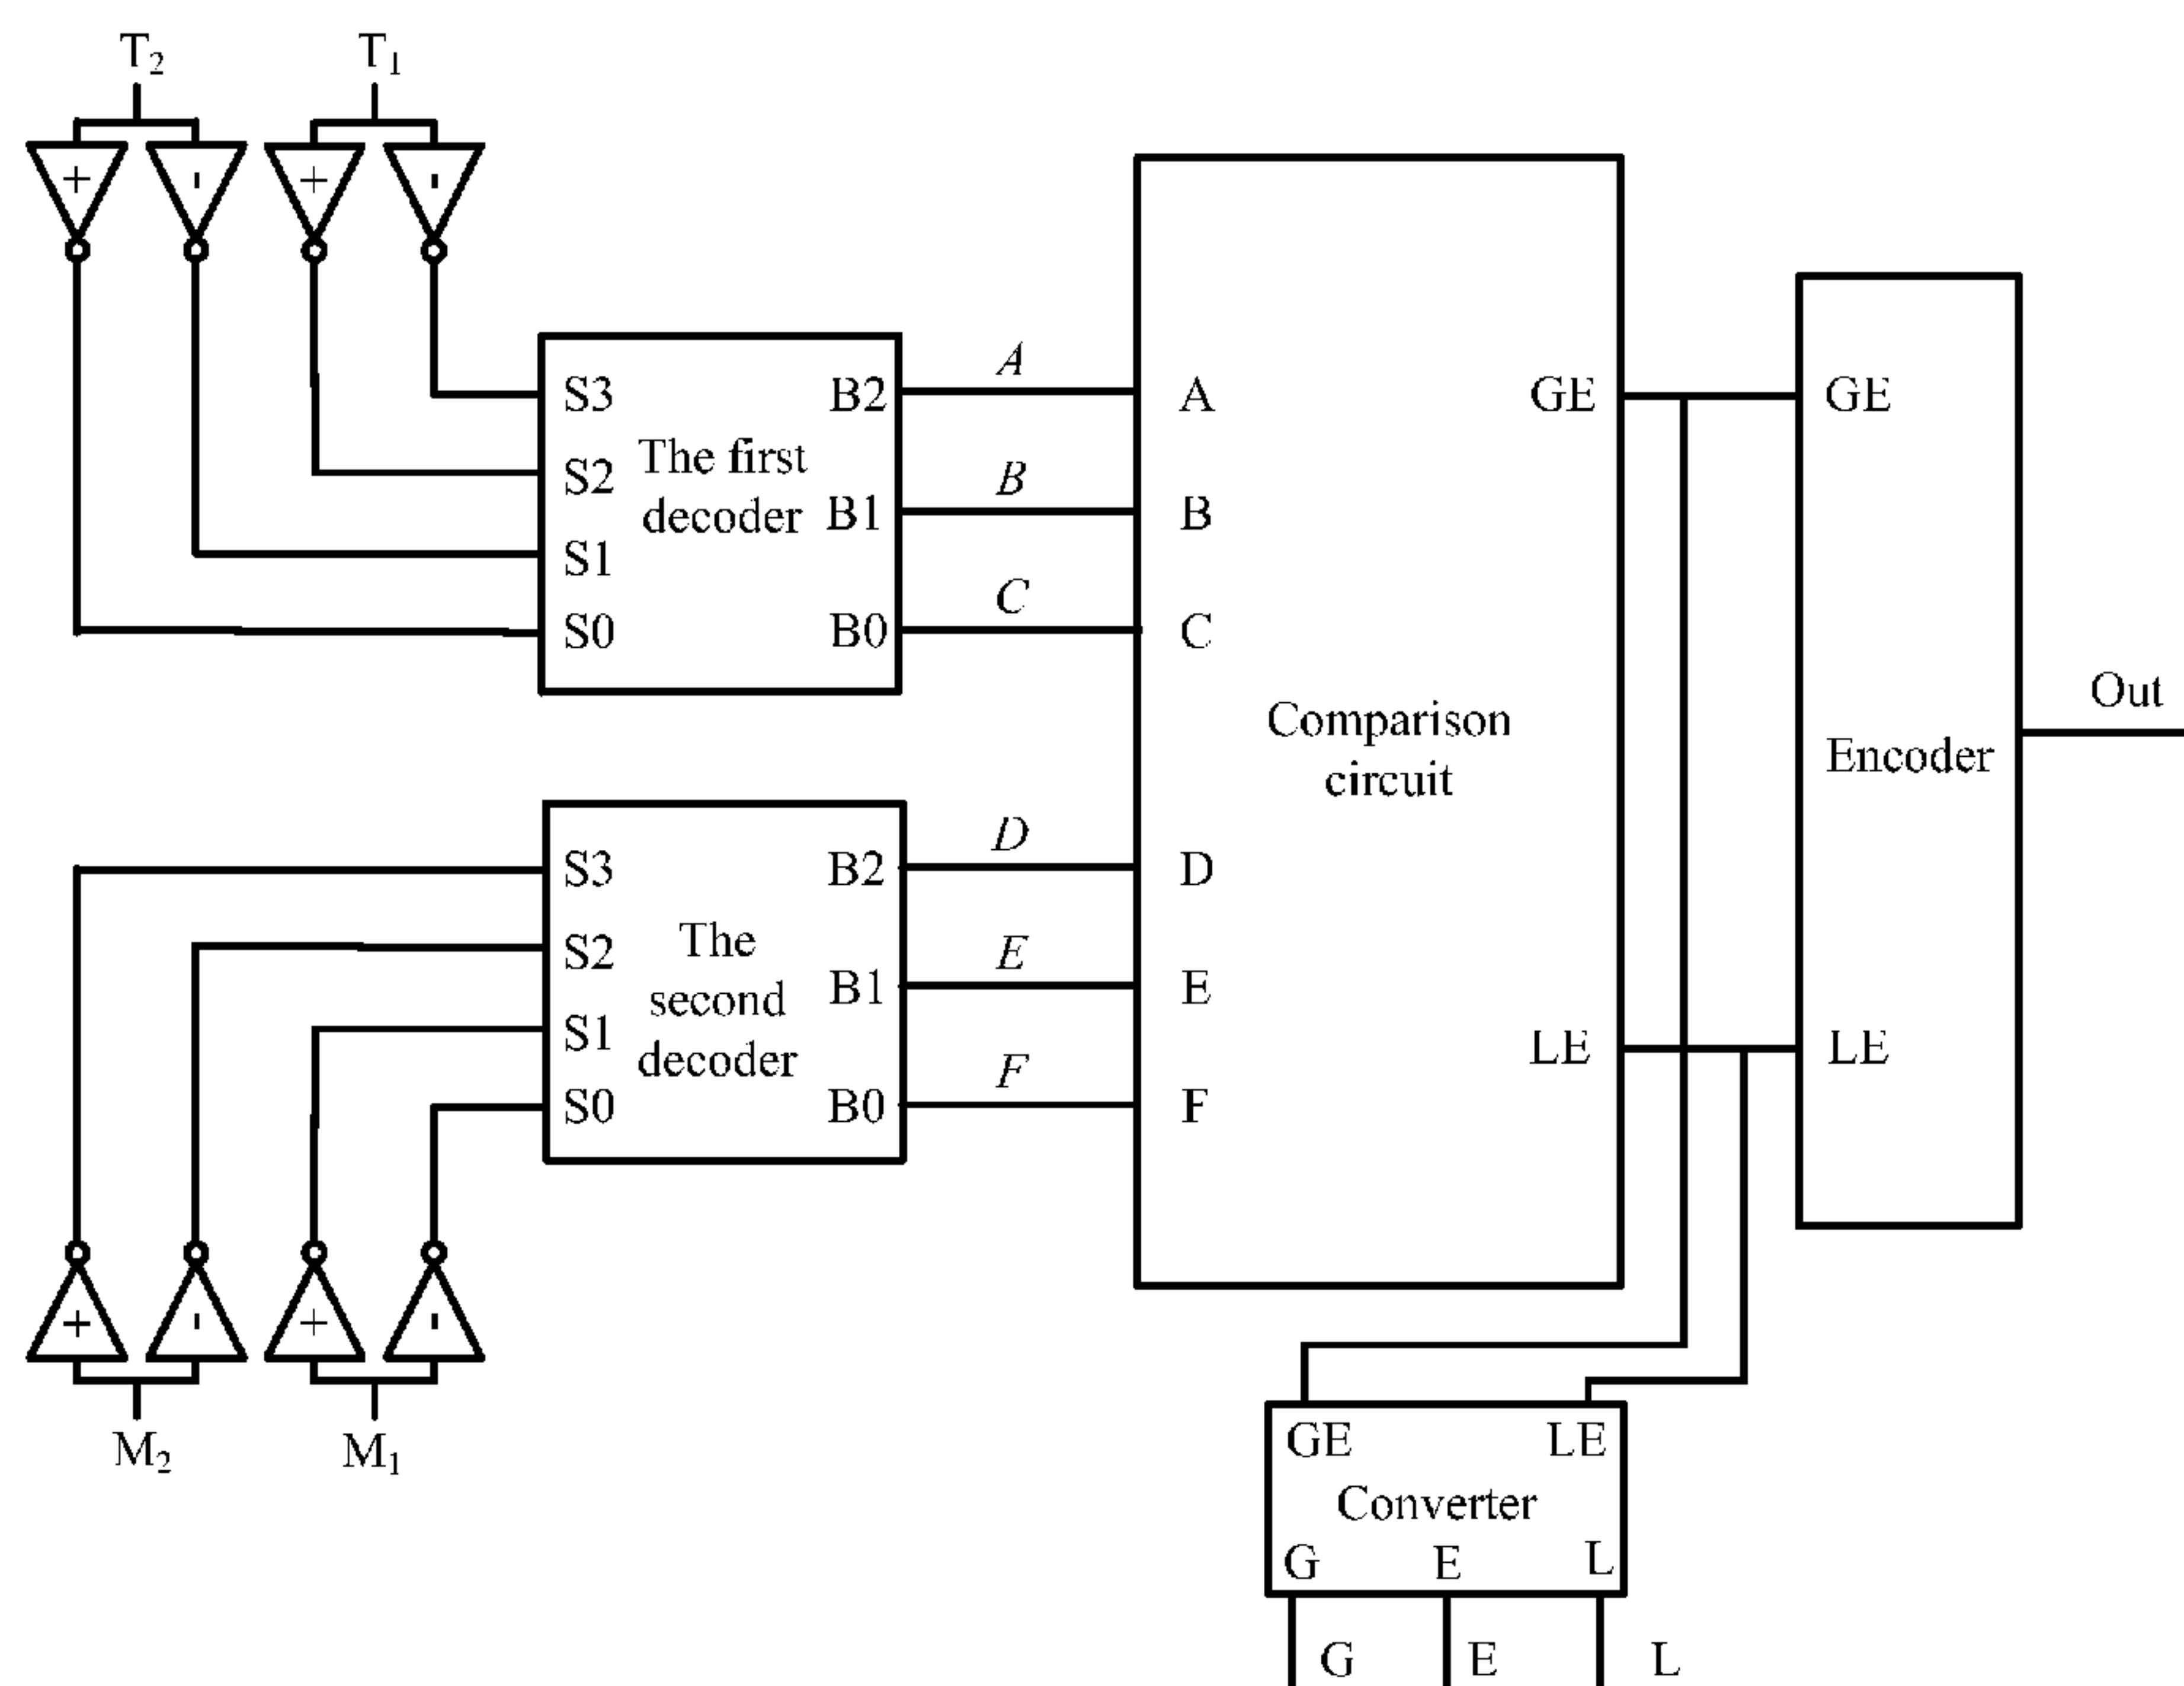 T2 T1
+ - + -
S3 B2 A A GE GE
S2 The first
decoder B1 B B
S1
S0 B0 C C
Out
Comparison
circuit
Encoder
S3 B2 D D
S2 The
second
decoder B1 E E
S1 LE LE
S0 B0 F F
+ - + -
M2 M1
GE LE
Converter
G E L
G E L